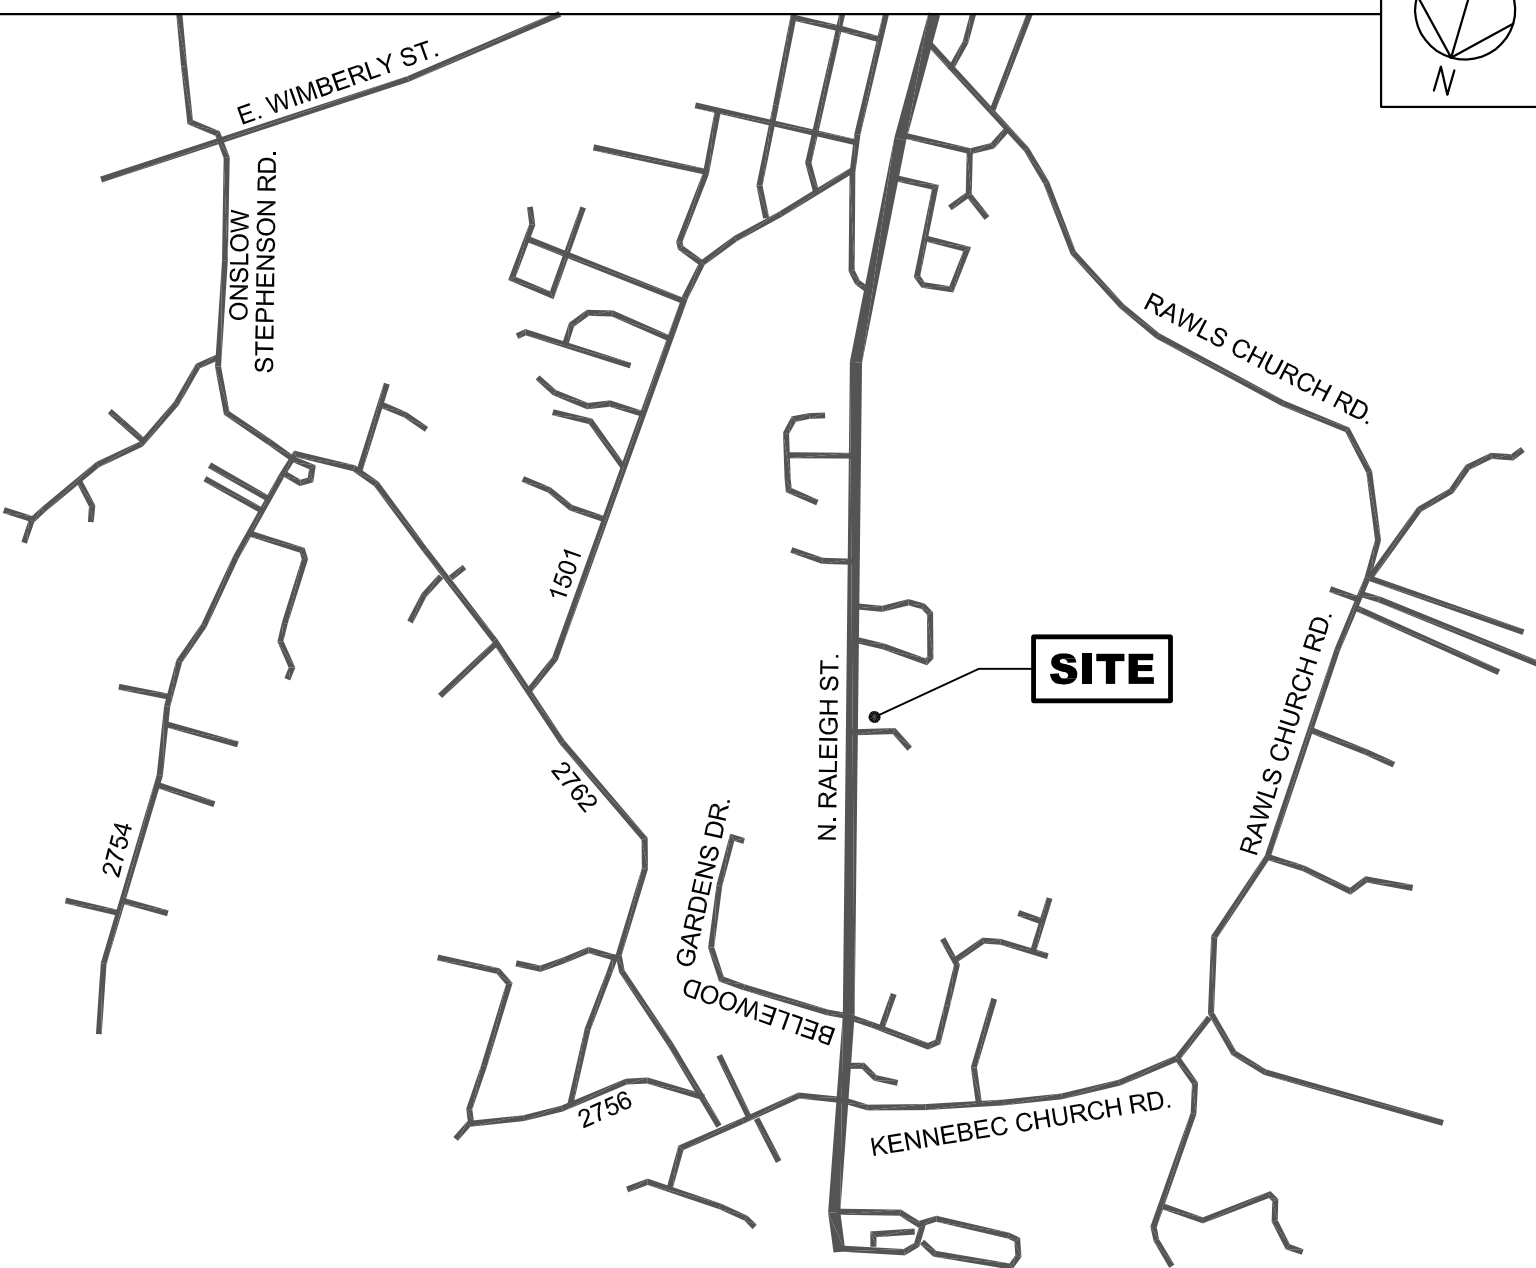 N
E. WIMBERLY ST.
ONSLOW
STEPHENSON RD.
RAWLS CHURCH RD.
1501
SITE
N. RALEIGH ST.
RAWLS CHURCH RD.
2762
2754
GARDENS DR.
BELLEWOOD
2756
KENNEBEC CHURCH RD.